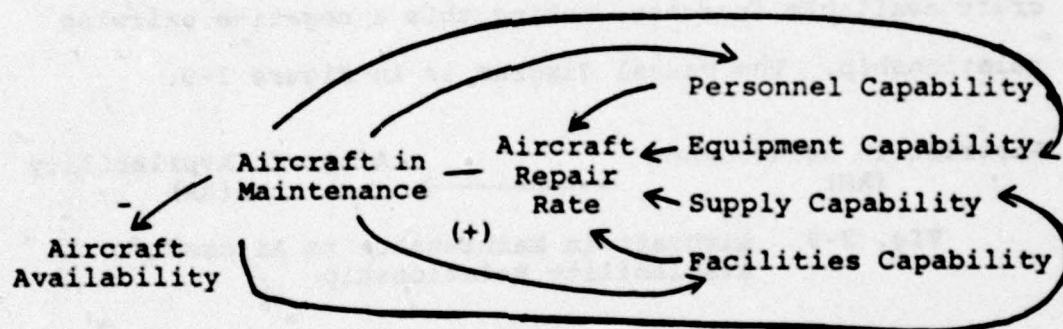 Personnel Capability
Aircraft in
Maintenance
Aircraft
Repair
Rate
Equipment Capability
Supply Capability
Facilities Capability
-
-
(+)
Aircraft
Availability